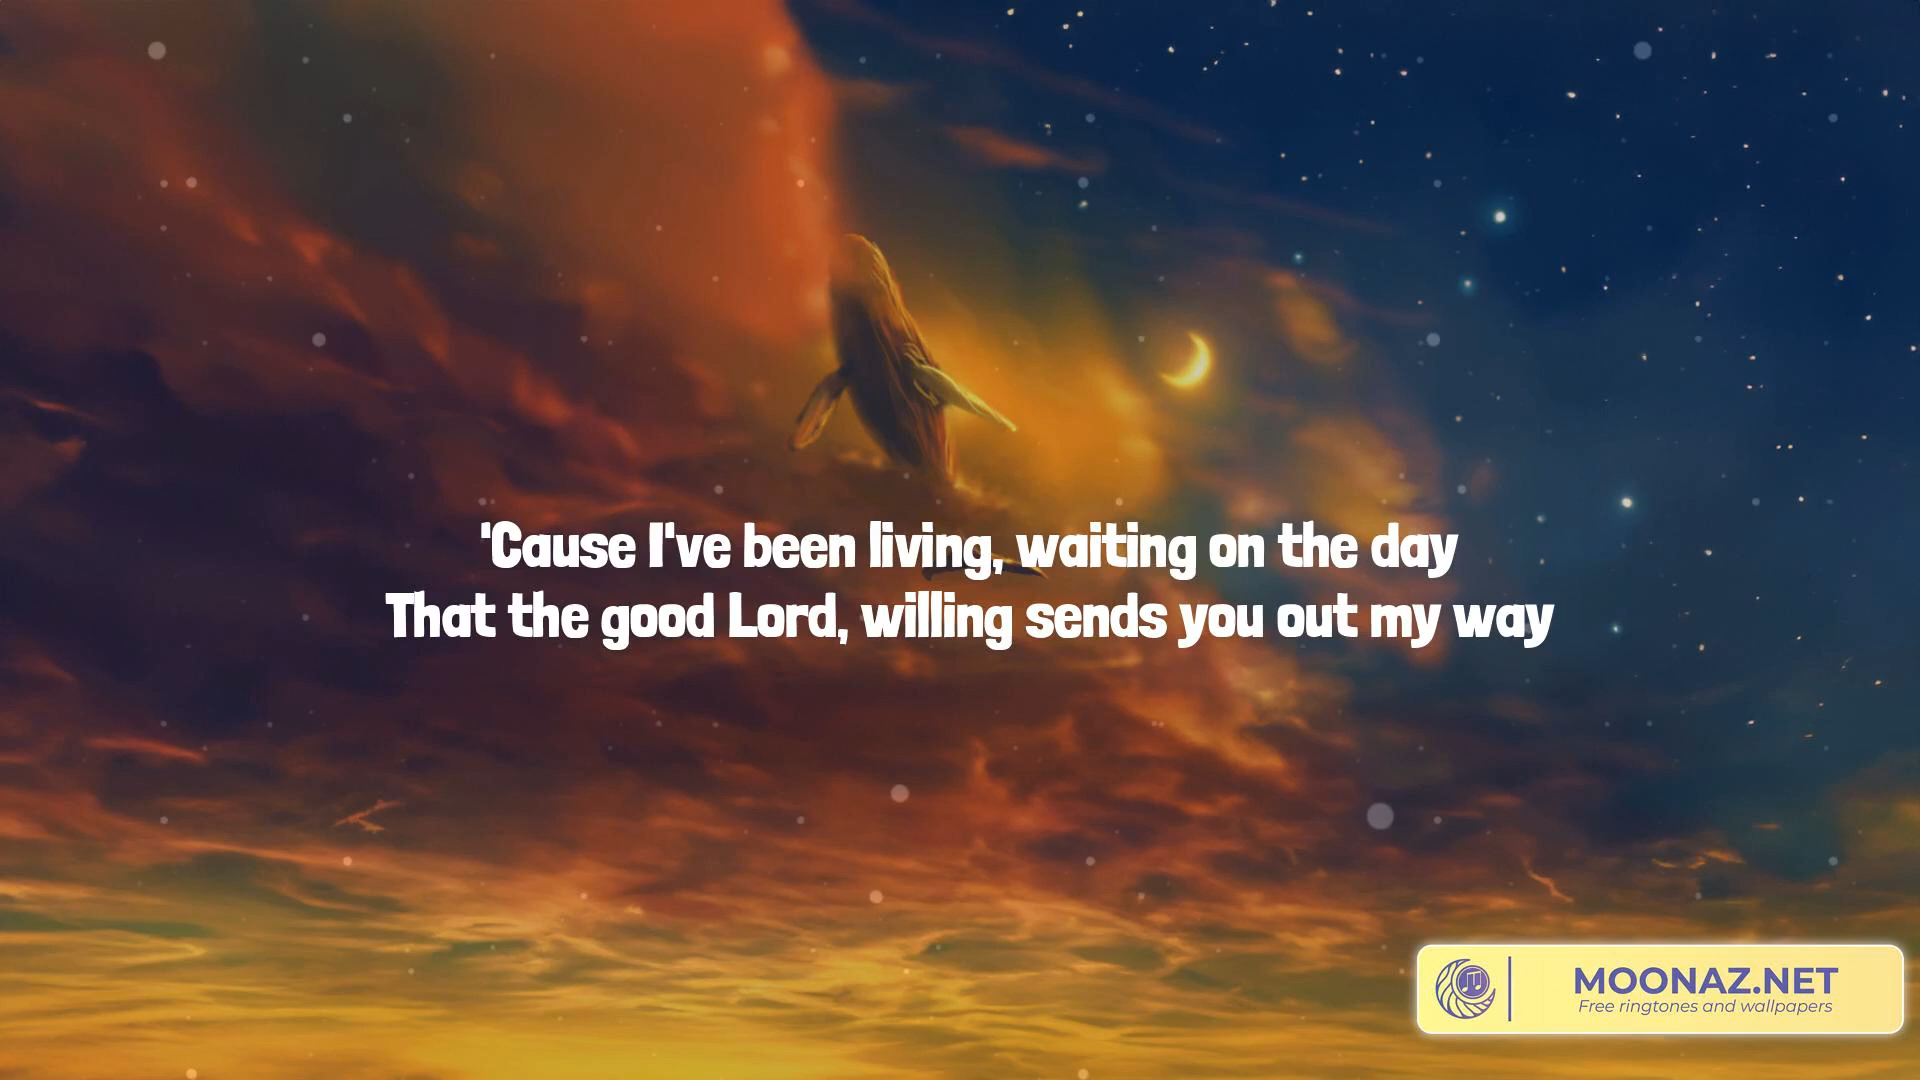 'Cause I've been living, waiting on the day
That the good Lord, willing sends you out my way
MOONAZ.NET
Free ringtones and wallpapers